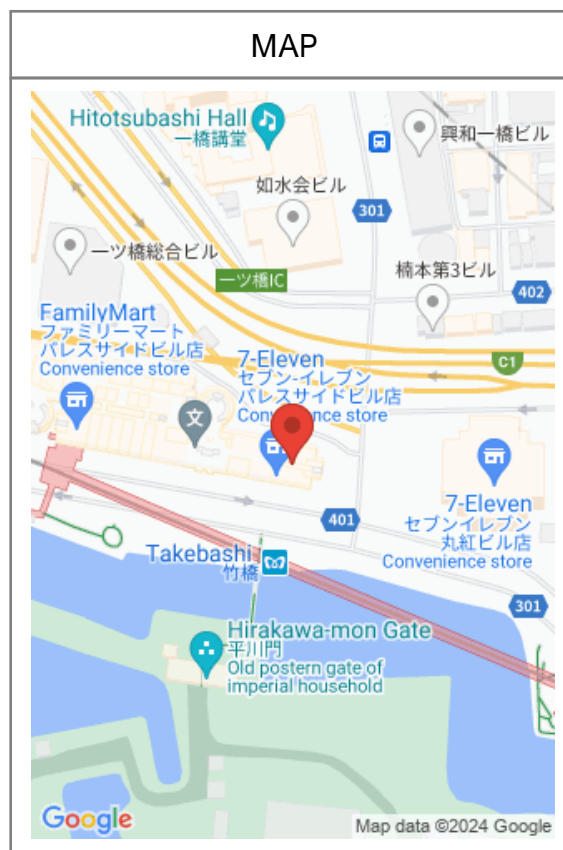 MAP
Hitotsubashi Hall
一橋講堂
興和一橋ビル
如水会ビル
301
一ツ橋総合ビル
一ツ橋IC
楠本第3ビル
402
FamilyMart
ファミリーマート
パレスサイドビル店
Convenience store
7-Eleven
セブン-イレブン
パレスサイドビル店
Convenience store
C1
文
7-Eleven
セブンイレブン
丸紅ビル店
Convenience store
401
Takebashi
竹橋
301
Hirakawa-mon Gate
平川門
Old postern gate of
imperial household
Google
Map data ©2024 Google